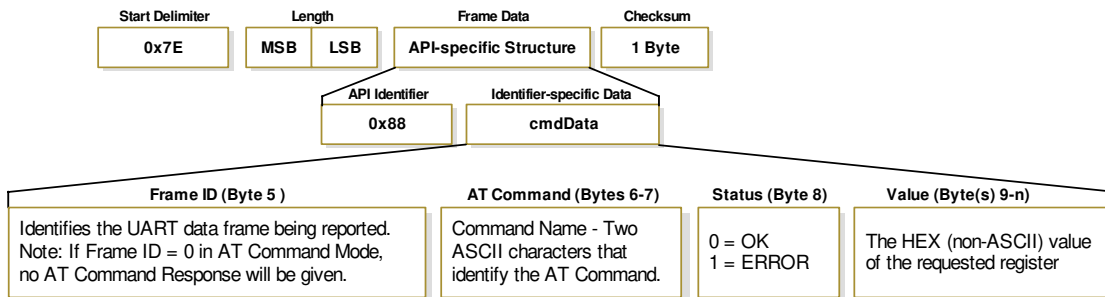 Start Delimiter Length Frame Data Checksum
0x7E MSB LSB API-specific Structure 1 Byte
API Identifier Identifier-specific Data
0x88 cmdData
Frame ID (Byte 5 )
Identifies the UART data frame being reported.
Note: If Frame ID = 0 in AT Command Mode,
no AT Command Response will be given.
AT Command (Bytes 6-7)
Command Name - Two
ASCII characters that
identify the AT Command.
Status (Byte 8)
0 = OK
1 = ERROR
Value (Byte(s) 9-n)
The HEX (non-ASCII) value
of the requested register